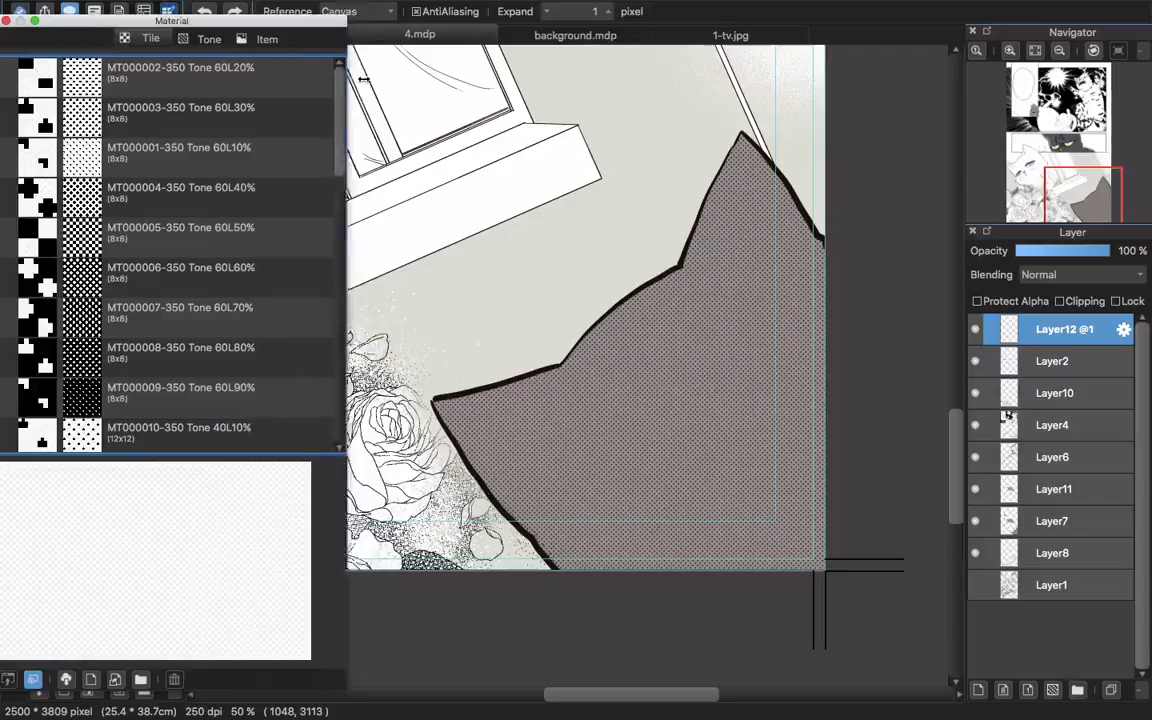 Reference Canvas AntiAliasing Expand 1 pixel
Material
Tile Tone Item
4.mdp background.mdp 1-tv.jpg
MT000002-350 Tone 60L20%
(8x8)
MT000003-350 Tone 60L30%
(8x8)
MT000001-350 Tone 60L10%
(8x8)
MT000004-350 Tone 60L40%
(8x8)
MT000005-350 Tone 60L50%
(8x8)
MT000006-350 Tone 60L60%
(8x8)
MT000007-350 Tone 60L70%
(8x8)
MT000008-350 Tone 60L80%
(8x8)
MT000009-350 Tone 60L90%
(8x8)
MT000010-350 Tone 40L10%
(12x12)
Navigator
Layer
Opacity 100 %
Blending Normal
Protect Alpha Clipping Lock
Layer12 @1
Layer2
Layer10
Layer4
Layer6
Layer11
Layer7
Layer8
Layer1
2500 * 3809 pixel (25.4 * 38.7cm) 250 dpi 50 % ( 1048, 3113 )